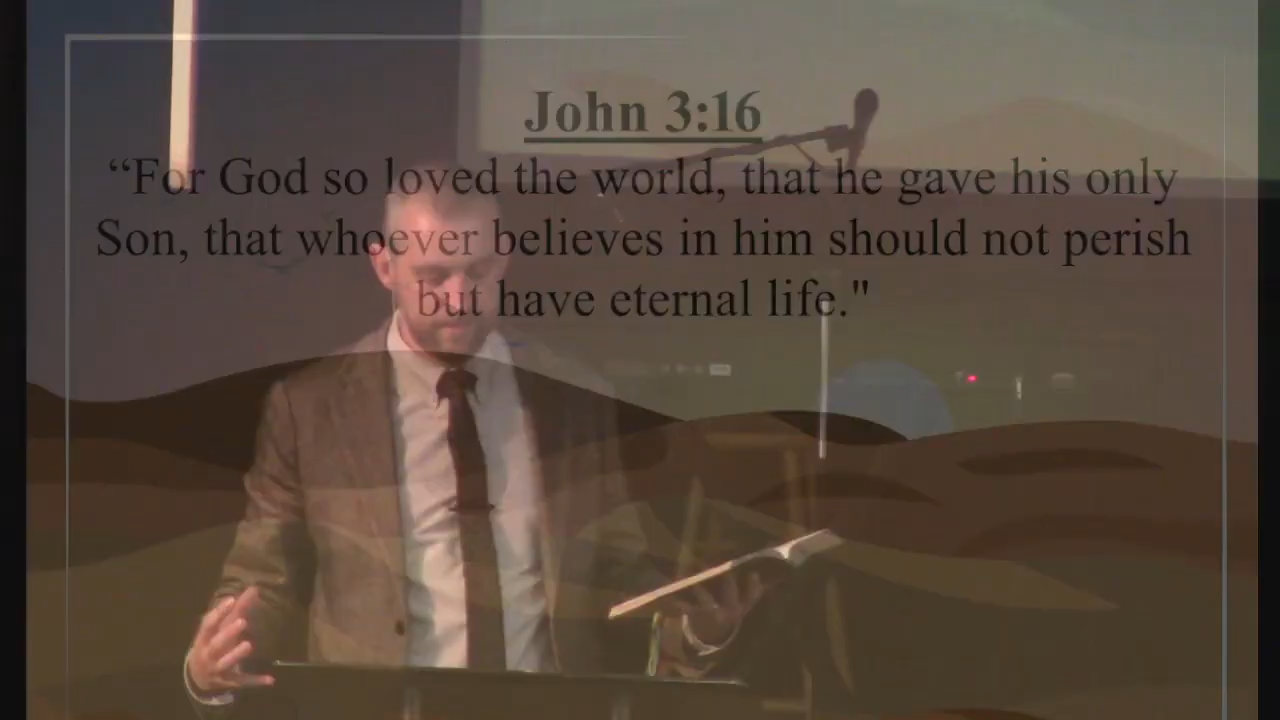 John 3:16
“For God so loved the world, that he gave his only
Son, that whoever believes in him should not perish
but have eternal life."